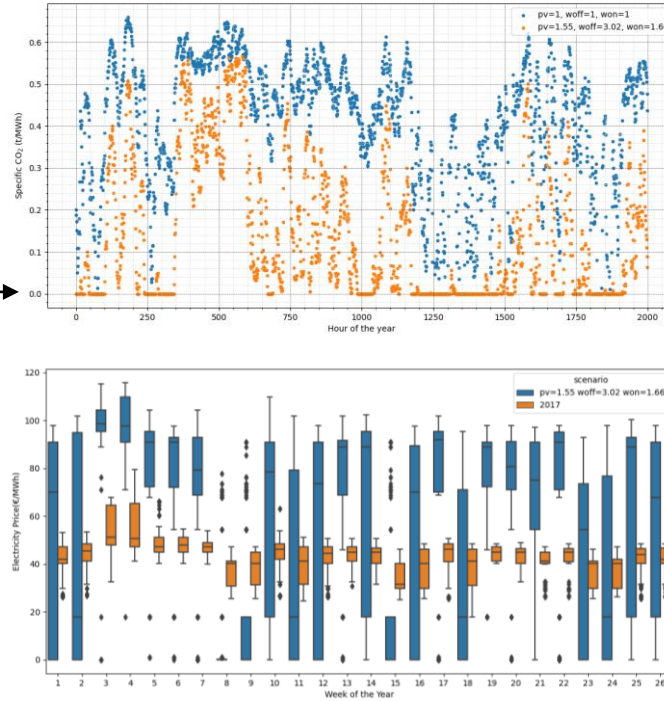 pv=1, woff=1, won=1
pv=1.55, woff=3.02, won=1.6
0.6
0.5
0.4
0.3
0.2
0.1
0.0
Specific CO2 (t/MWh)
0 250 500 750 1000 1250 1500 1750 2000
Hour of the year
scenario
pv=1.55 woff=3.02 won=1.66
2017
120
100
80
60
40
20
0
Electricity Price(€/MWh)
1 2 3 4 5 6 7 8 9 10 11 12 13 14 15 16 17 18 19 20 21 22 23 24 25 26
Week of the Year